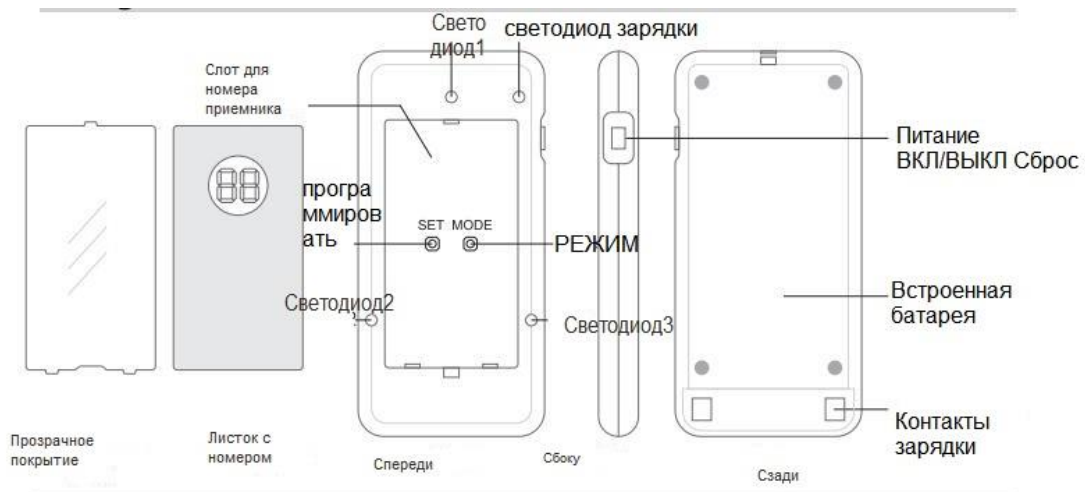 Свето
диод1
светодиод зарядки
Слот для
номера
приемника
Питание
ВКЛ/ВЫКЛ Сброс
88
програ
ммиров
ать
SET MODE
РЕЖИМ
Светодиод2
Светодиод3
Встроенная
батарея
Контакты
зарядки
Прозрачное
покрытие
Листок с
номером
Спереди
Сбоку
Сзади